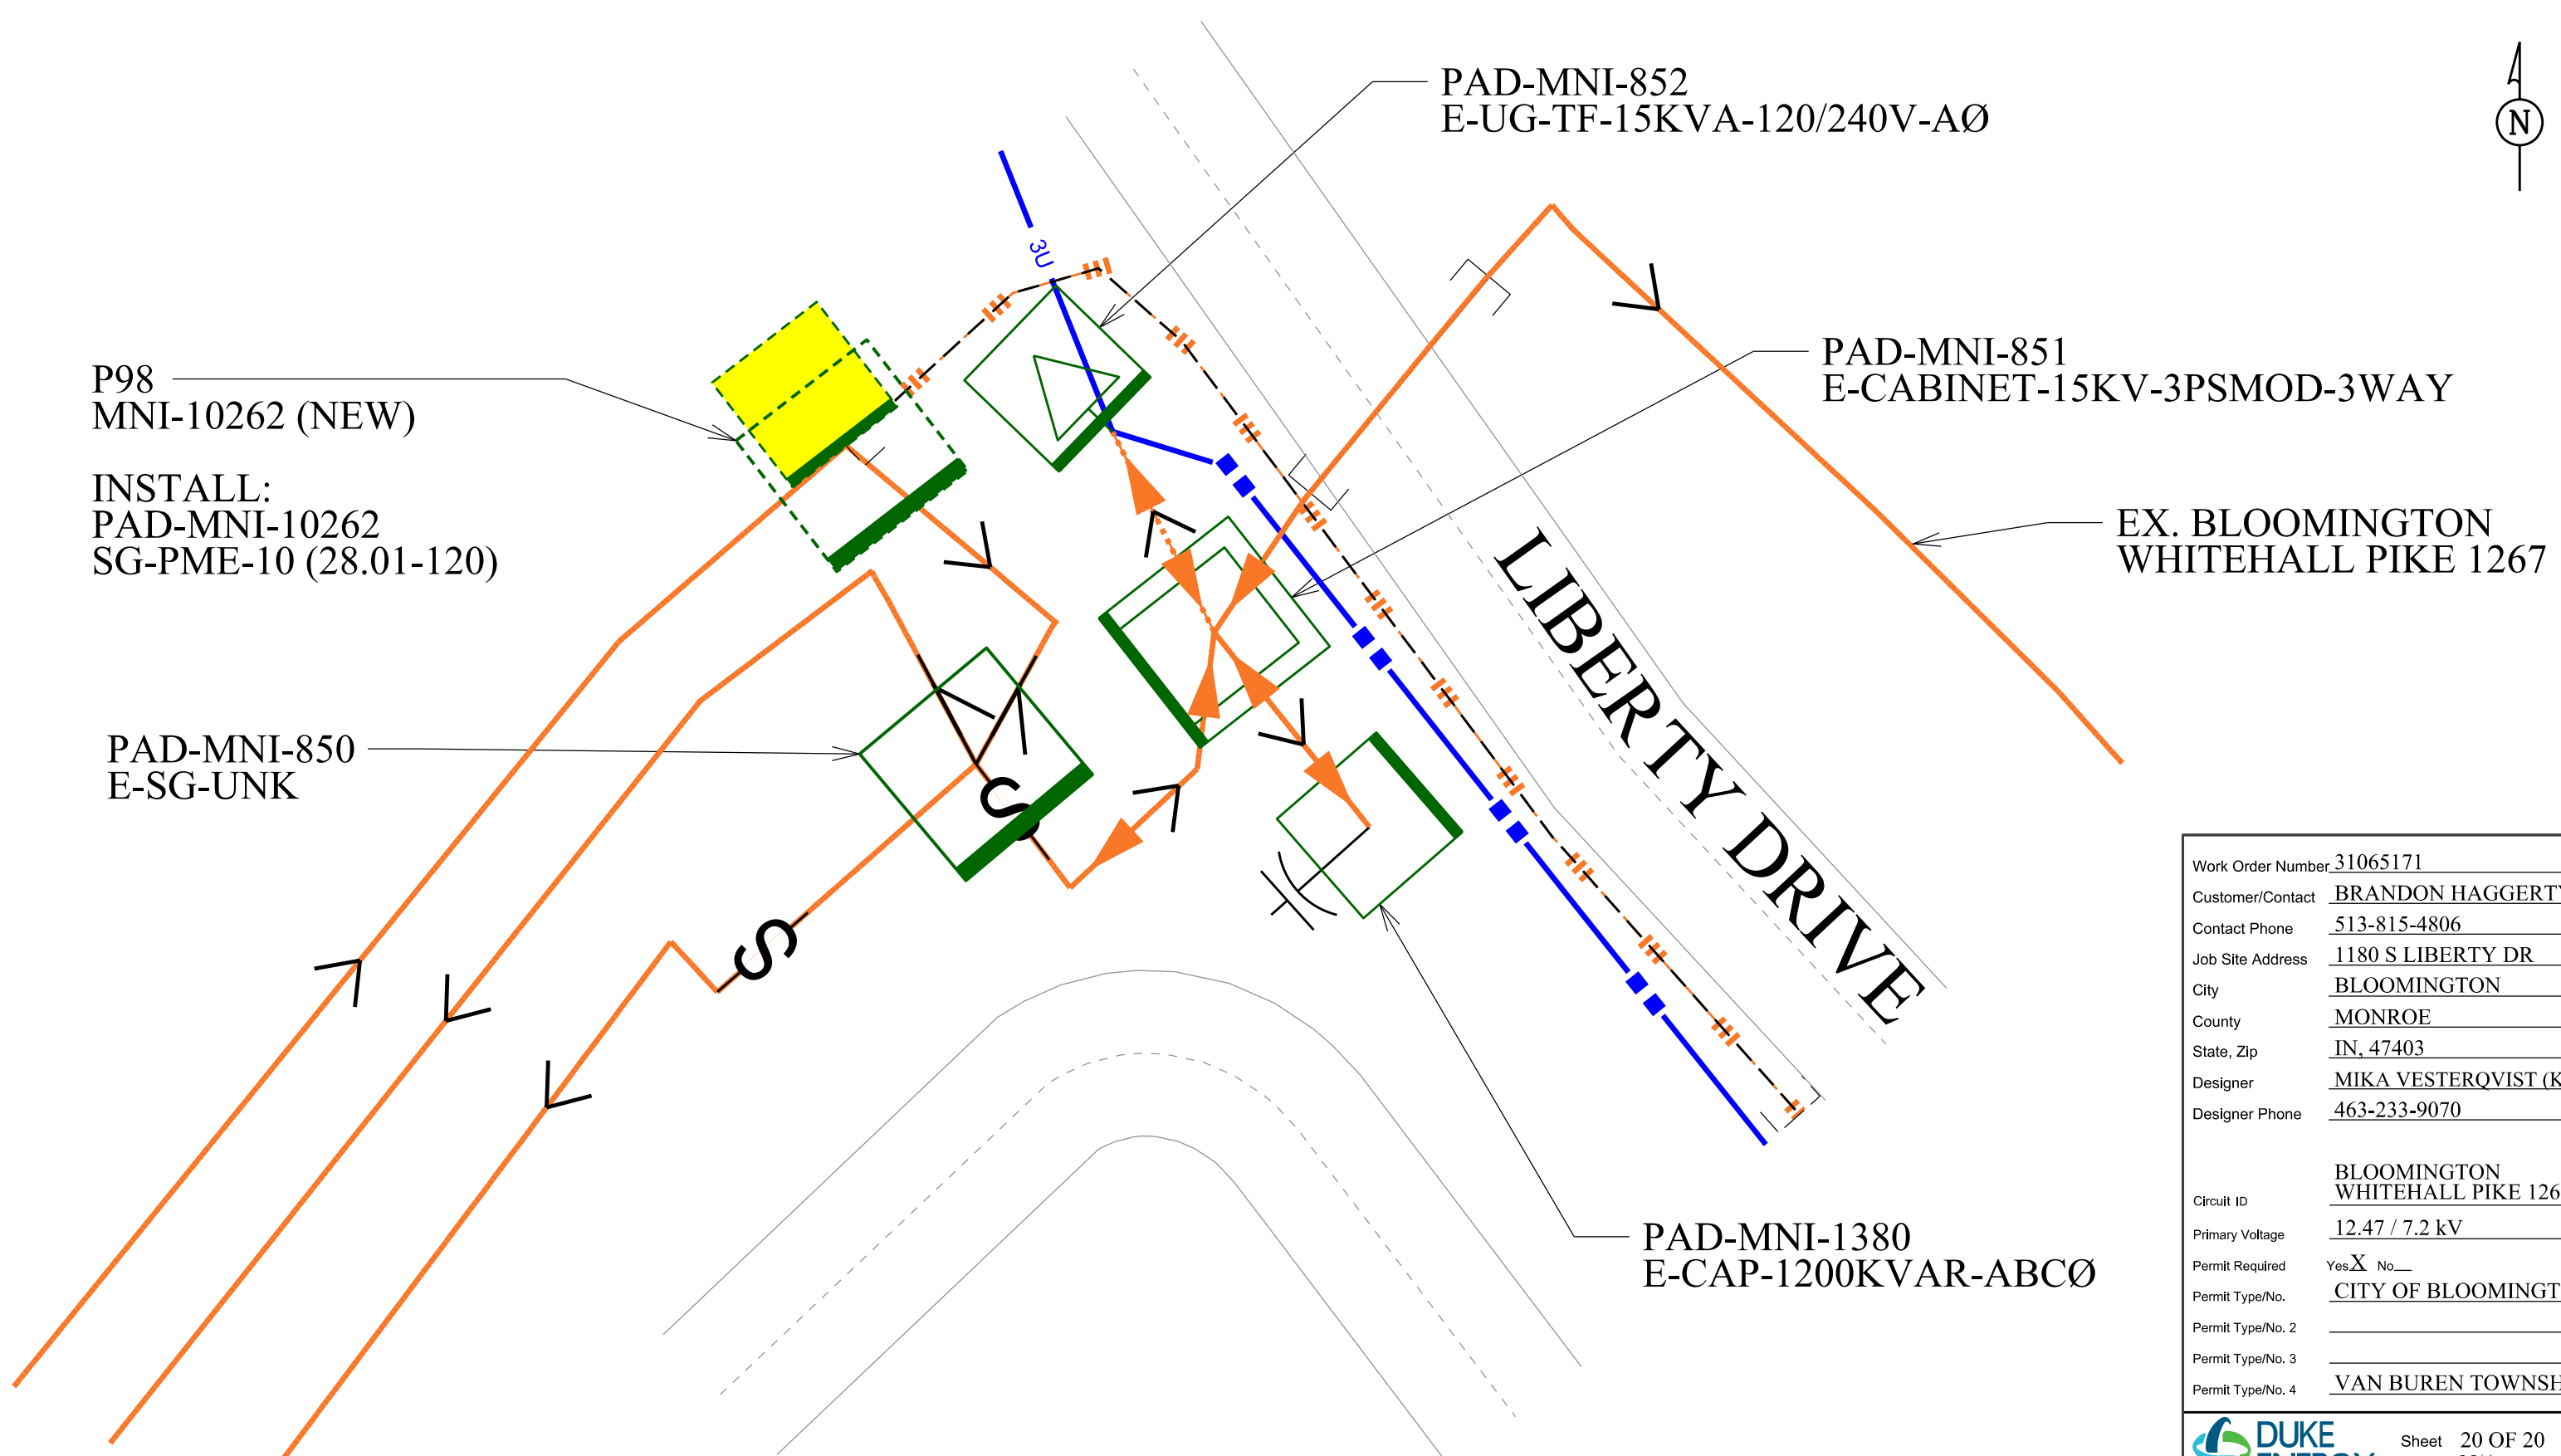 PAD-MNI-852
E-UG-TF-15KVA-120/240V-AØ
N
3U
PAD-MNI-851
E-CABINET-15KV-3PSMOD-3WAY
P98
MNI-10262 (NEW)
INSTALL:
PAD-MNI-10262
SG-PME-10 (28.01-120)
EX. BLOOMINGTON
WHITEHALL PIKE 1267
LIBERTY DRIVE
PAD-MNI-850
E-SG-UNK
S
S
PAD-MNI-1380
E-CAP-1200KVAR-ABCØ
Work Order Number 31065171
Customer/Contact BRANDON HAGGERTY
Contact Phone 513-815-4806
Job Site Address 1180 S LIBERTY DR
City BLOOMINGTON
County MONROE
State, Zip IN, 47403
Designer MIKA VESTERQVIST (K
Designer Phone 463-233-9070
BLOOMINGTON
Circuit ID WHITEHALL PIKE 126
Primary Voltage 12.47 / 7.2 kV
Permit Required Yes X No
Permit Type/No. CITY OF BLOOMINGT
Permit Type/No. 2
Permit Type/No. 3
Permit Type/No. 4 VAN BUREN TOWNSH
DUKE
ENERGY
Sheet 20 OF 20